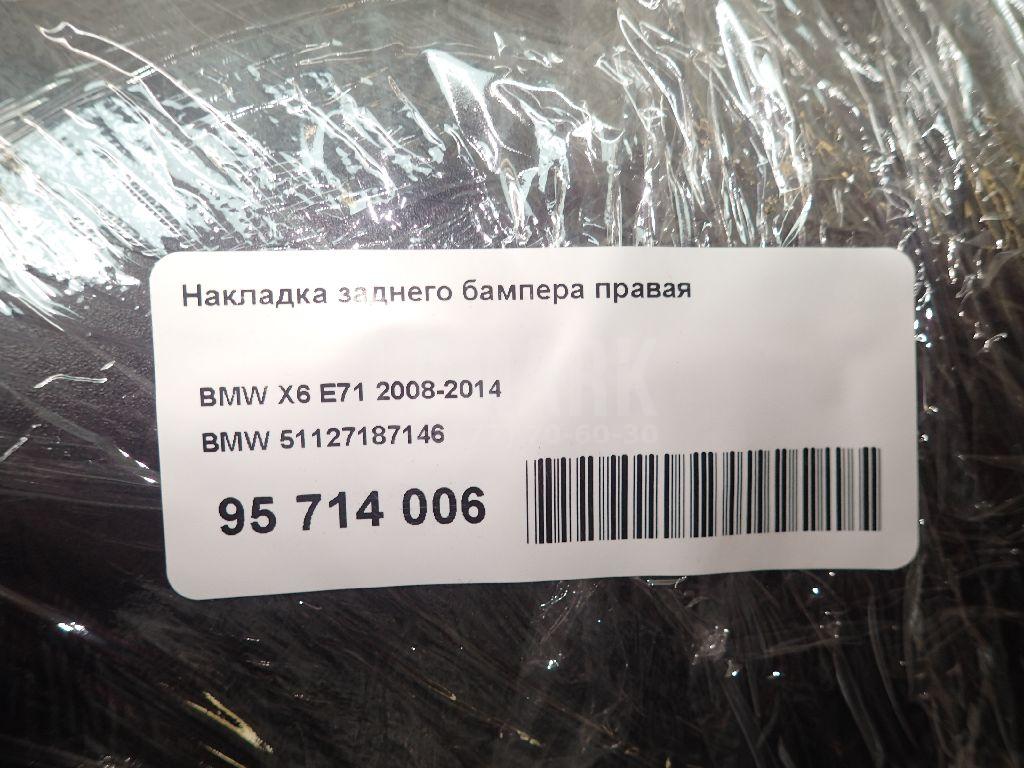 Накладка заднего бампера правая
BMW X6 E71 2008-2014
BMW 51127187146
95 714 006